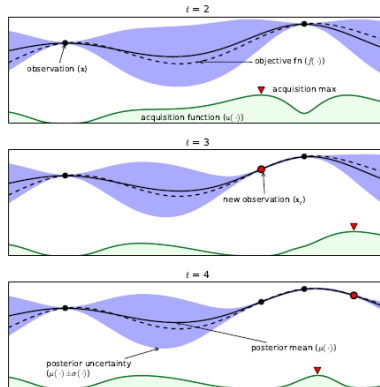 t = 2
observation (x)
objective fn (f(·))
acquisition max
acquisition function (u(·))
t = 3
new observation (xₜ)
t = 4
posterior mean (μ(·))
posterior uncertainty
(μ(·)±σ(·))